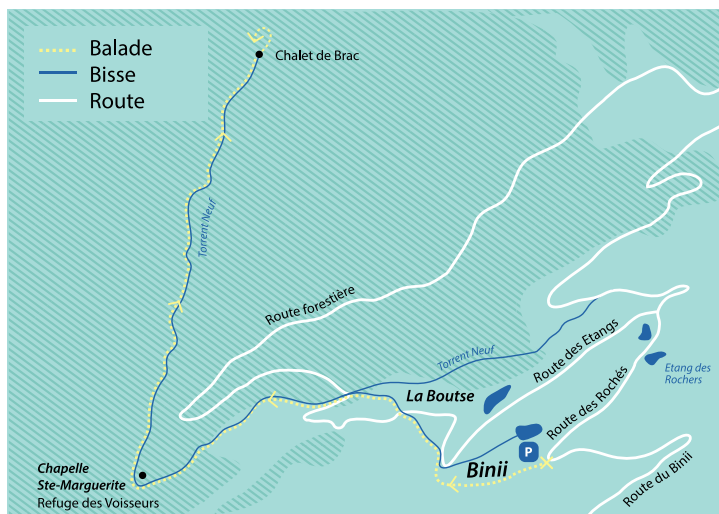 Balade
Bisse
Route
Chalet de Brac
Torrent Neuf
Route forestière
Torrent Neuf
Route des Etangs
La Boutse
Etang des
Rochers
Route des Rochés
P
Binii
Route du Binii
Chapelle
Ste-Marguerite
Refuge des Voisseurs